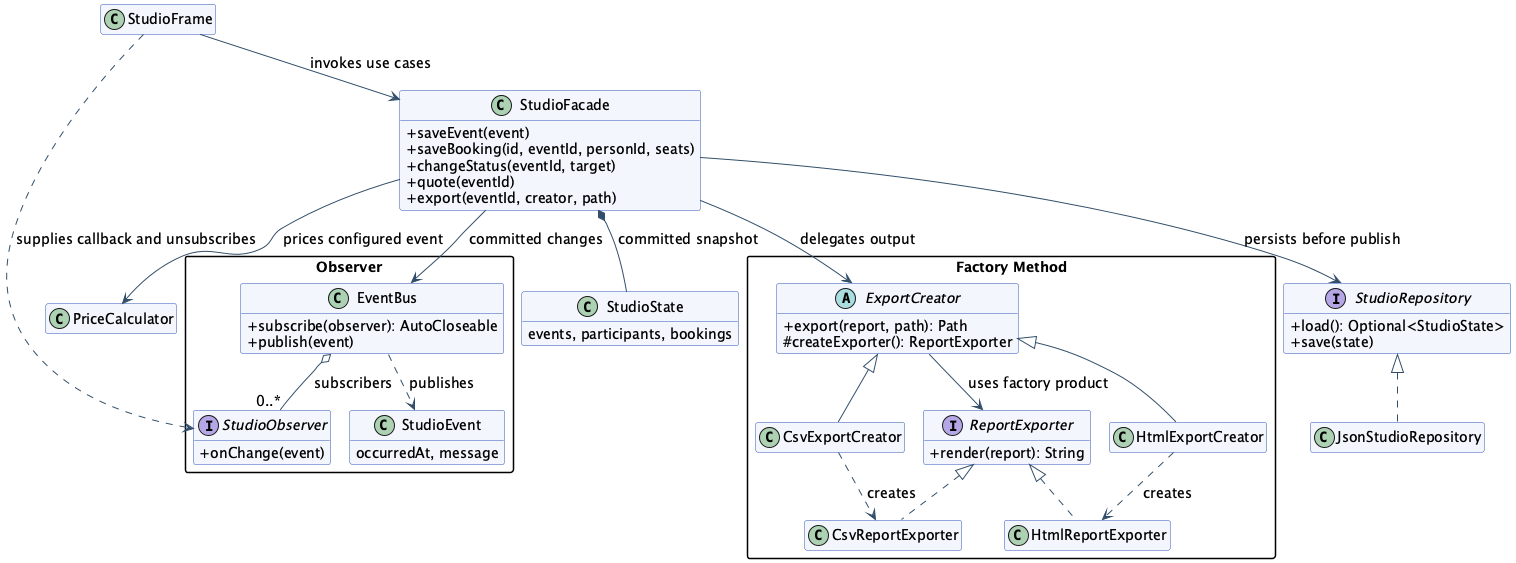 C StudioFrame
invokes use cases
C StudioFacade
+saveEvent(event)
+saveBooking(id, eventId, personId, seats)
+changeStatus(eventId, target)
+quote(eventId)
+export(eventId, creator, path)
supplies callback and unsubscribes
prices configured event
committed changes
committed snapshot
delegates output
persists before publish
C PriceCalculator
Observer
C EventBus
+subscribe(observer): AutoCloseable
+publish(event)
subscribers
publishes
0..*
I StudioObserver
+onChange(event)
C StudioEvent
occurredAt, message
C StudioState
events, participants, bookings
Factory Method
A ExportCreator
+export(report, path): Path
#createExporter(): ReportExporter
uses factory product
C CsvExportCreator
I ReportExporter
+render(report): String
C HtmlExportCreator
creates
creates
C CsvReportExporter
C HtmlReportExporter
I StudioRepository
+load(): Optional<StudioState>
+save(state)
C JsonStudioRepository